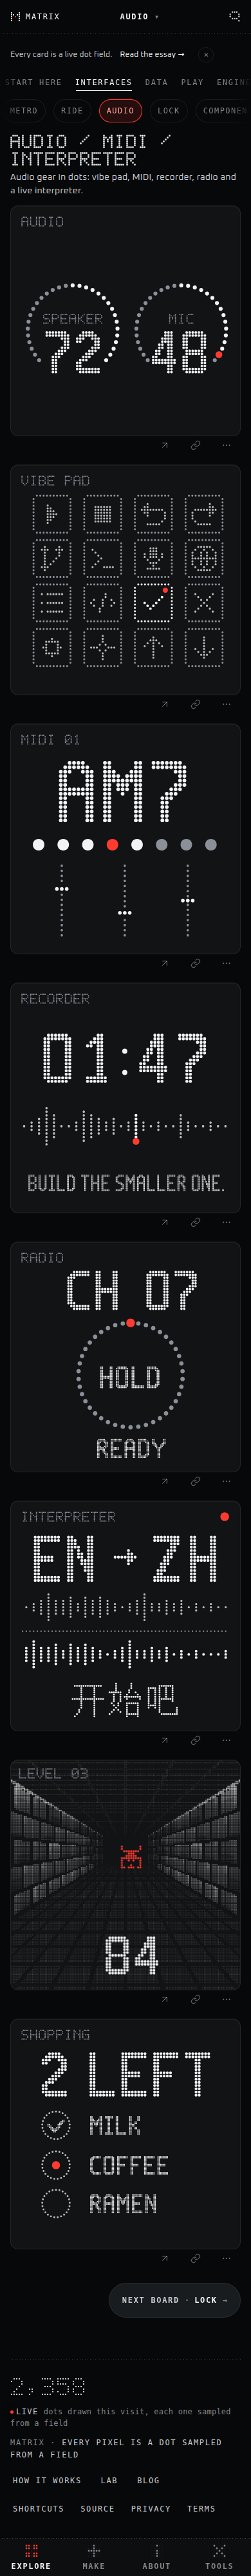 MATRIX
AUDIO ▾
Every card is a live dot field. Read the essay → ×
START HERE INTERFACES DATA PLAY ENGIN
METRO RIDE AUDIO LOCK COMPONEN
AUDIO / MIDI /
INTERPRETER
Audio gear in dots: vibe pad, MIDI, recorder, radio and
a live interpreter.
AUDIO
SPEAKER MIC
72 48
VIBE PAD
MIDI 01
AM7
RECORDER
01:47
BUILD THE SMALLER ONE.
RADIO
CH 07
HOLD
READY
INTERPRETER
EN → ZH
开始吧
LEVEL 03
84
SHOPPING
2 LEFT
MILK
COFFEE
RAMEN
NEXT BOARD · LOCK →
2,358
LIVE dots drawn this visit, each one sampled
from a field
MATRIX · EVERY PIXEL IS A DOT SAMPLED
FROM A FIELD
HOW IT WORKS LAB BLOG
SHORTCUTS SOURCE PRIVACY TERMS
EXPLORE MAKE ABOUT TOOLS